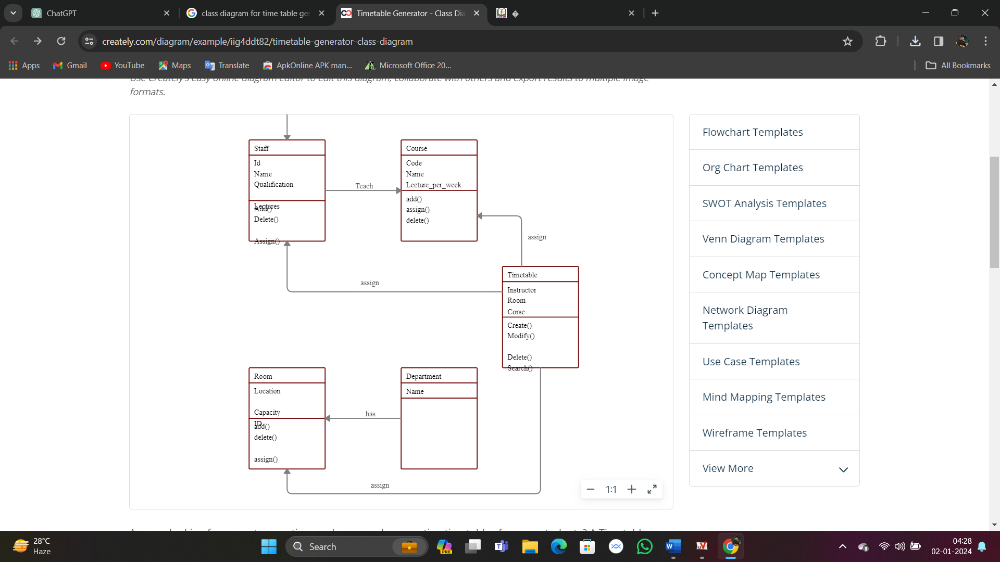 ChatGPT
class diagram for time table ger
Timetable Generator - Class Dia
creately.com/diagram/example/iig4ddt82/timetable-generator-class-diagram
Apps
Gmail
YouTube
Maps
Translate
ApkOnline APK man...
Microsoft Office 20...
All Bookmarks
Use Creately's easy online diagram editor to edit this diagram, collaborate with others and export results to multiple image
formats.
Staff
Id
Name
Qualification
Lectures
Add()
Delete()
Assign()
Teach
Course
Code
Name
Lecture_per_week
add()
assign()
delete()
assign
assign
Timetable
Instructor
Room
Corse
Create()
Modify()
Delete()
Search()
Room
Location
Capacity
ID
add()
delete()
assign()
has
Department
Name
assign
1:1
Flowchart Templates
Org Chart Templates
SWOT Analysis Templates
Venn Diagram Templates
Concept Map Templates
Network Diagram
Templates
Use Case Templates
Mind Mapping Templates
Wireframe Templates
View More
28°C
Haze
Search
PRE
04:28
02-01-2024